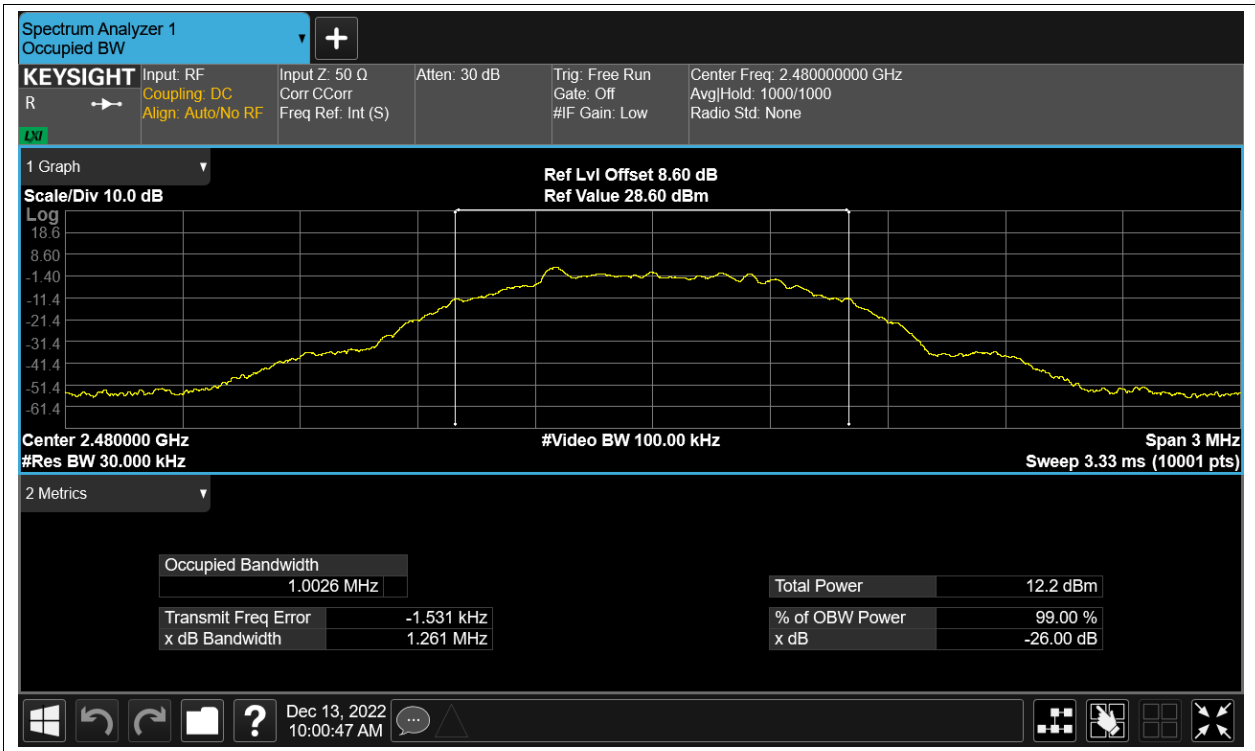 Spectrum Analyzer 1
Occupied BW
KEYSIGHT
R
LXI
Input: RF
Coupling: DC
Align: Auto/No RF
Input Z: 50 Ω
Corr CCorr
Freq Ref: Int (S)
Atten: 30 dB
Trig: Free Run
Gate: Off
#IF Gain: Low
Center Freq: 2.480000000 GHz
Avg|Hold: 1000/1000
Radio Std: None
1 Graph
Scale/Div 10.0 dB
Ref Lvl Offset 8.60 dB
Ref Value 28.60 dBm
Log
18.6
8.60
-1.40
-11.4
-21.4
-31.4
-41.4
-51.4
-61.4
Center 2.480000 GHz
#Res BW 30.000 kHz
#Video BW 100.00 kHz
Span 3 MHz
Sweep 3.33 ms (10001 pts)
2 Metrics
Occupied Bandwidth
1.0026 MHz
Transmit Freq Error -1.531 kHz
x dB Bandwidth 1.261 MHz
Total Power 12.2 dBm
% of OBW Power 99.00 %
x dB -26.00 dB
Dec 13, 2022
10:00:47 AM